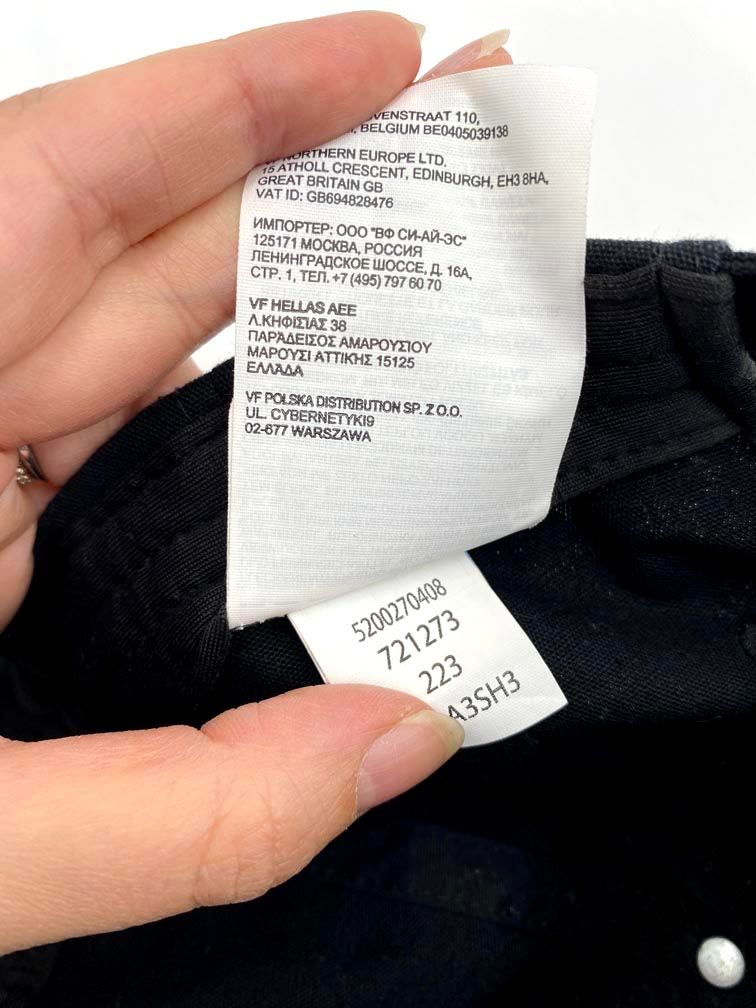 110,
BELGIUM BE0405039138
NORTHERN EUROPE LTD.
15 ATHOLL CRESCENT, EDINBURGH, EH3 8HA,
GREAT BRITAIN GB
VAT ID: GB694828476
ИМПОРТЕР: ООО "ВФ СИ-АЙ-ЭС"
125171 МОСКВА, РОССИЯ
ЛЕНИНГРАДСКОЕ ШОССЕ, Д. 16А,
СТР. 1, ТЕЛ. +7 (495) 797 60 70
VF HELLAS AEE
Λ.ΚΗΦΙΣΙΑΣ 38
ΠΑΡΑΔΕΙΣΟΣ ΑΜΑΡΟΥΣΙΟΥ
ΜΑΡΟΥΣΙ ΑΤΤΙΚΗΣ 15125
ΕΛΛΑΔΑ
VF POLSKA DISTRIBUTION SP. Z O.O.
UL. CYBERNETYKI9
02-677 WARSZAWA
5200270408
721273
223
A3SH3